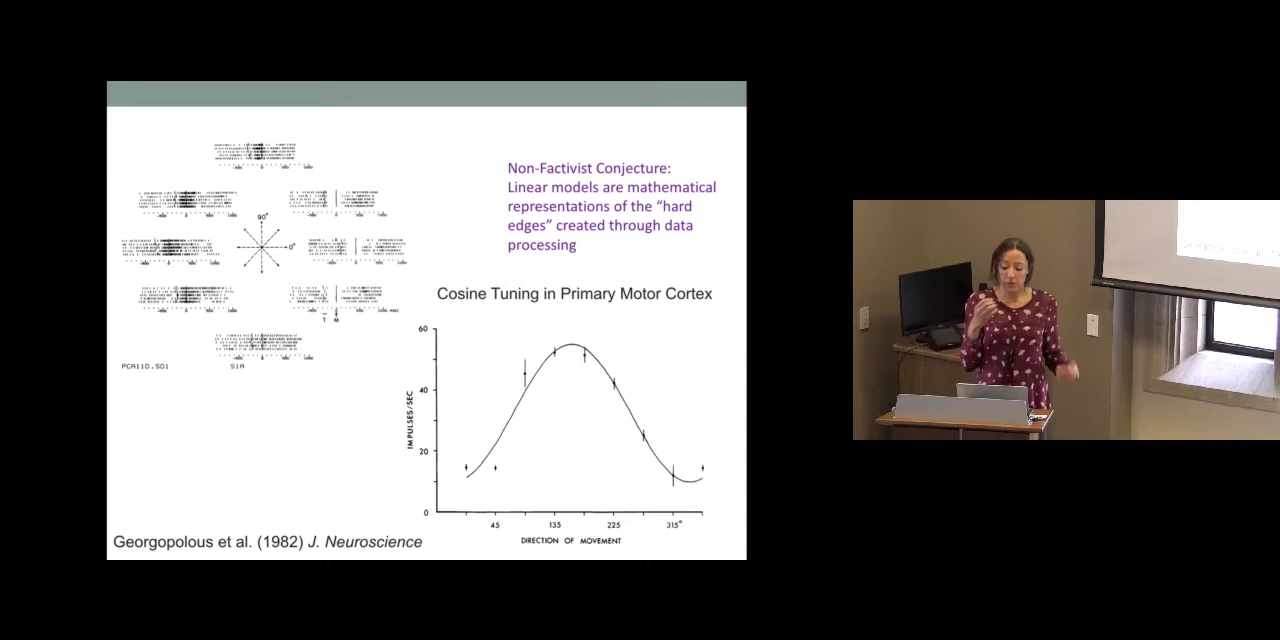 Non-Factivist Conjecture:
Linear models are mathematical
representations of the “hard
edges” created through data
processing
90°
0°
T M
PCA110.S01 S1A
Cosine Tuning in Primary Motor Cortex
60
40
20
0
IMPULSES/SEC
45 135 225 315°
DIRECTION OF MOVEMENT
Georgopolous et al. (1982) J. Neuroscience